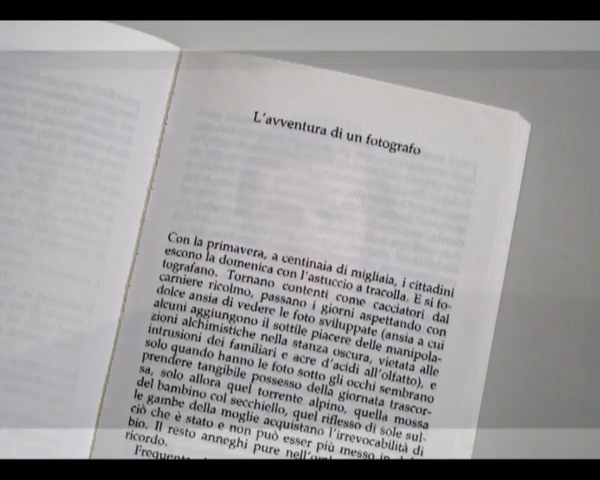 L'avventura di un fotografo
Con la primavera, a centinaia di migliaia, i cittadini
escono la domenica con l'astuccio a tracolla. E si fo-
tografano. Tornano contenti come cacciatori dal
carniere ricolmo, passano i giorni aspettando con
dolce ansia di vedere le foto sviluppate (ansia a cui
alcuni aggiungono il sottile piacere delle manipola-
zioni alchimistiche nella stanza oscura, vietata alle
intrusioni dei familiari e acre d'acidi all'olfatto), e
solo quando hanno le foto sotto gli occhi sembrano
prendere tangibile possesso della giornata trascor-
sa, solo allora quel torrente alpino, quella mossa
del bambino col secchiello, quel riflesso di sole sul-
le gambe della moglie acquistano l'irrevocabilità di
ciò che è stato e non può esser più messo in
bio. Il resto anneghi pure nell'
ricordo.